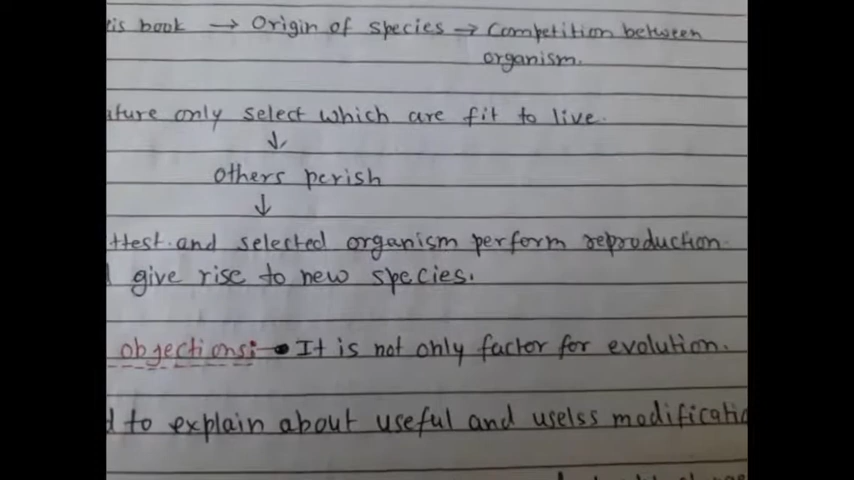 is book → Origin of species → Competition between
organism.
ature only select which are fit to live.
↓
Others perish
↓
ttest and selected organism perform reproduction.
give rise to new species.
objections:- It is not only factor for evolution.
to explain about useful and uselss modificatio